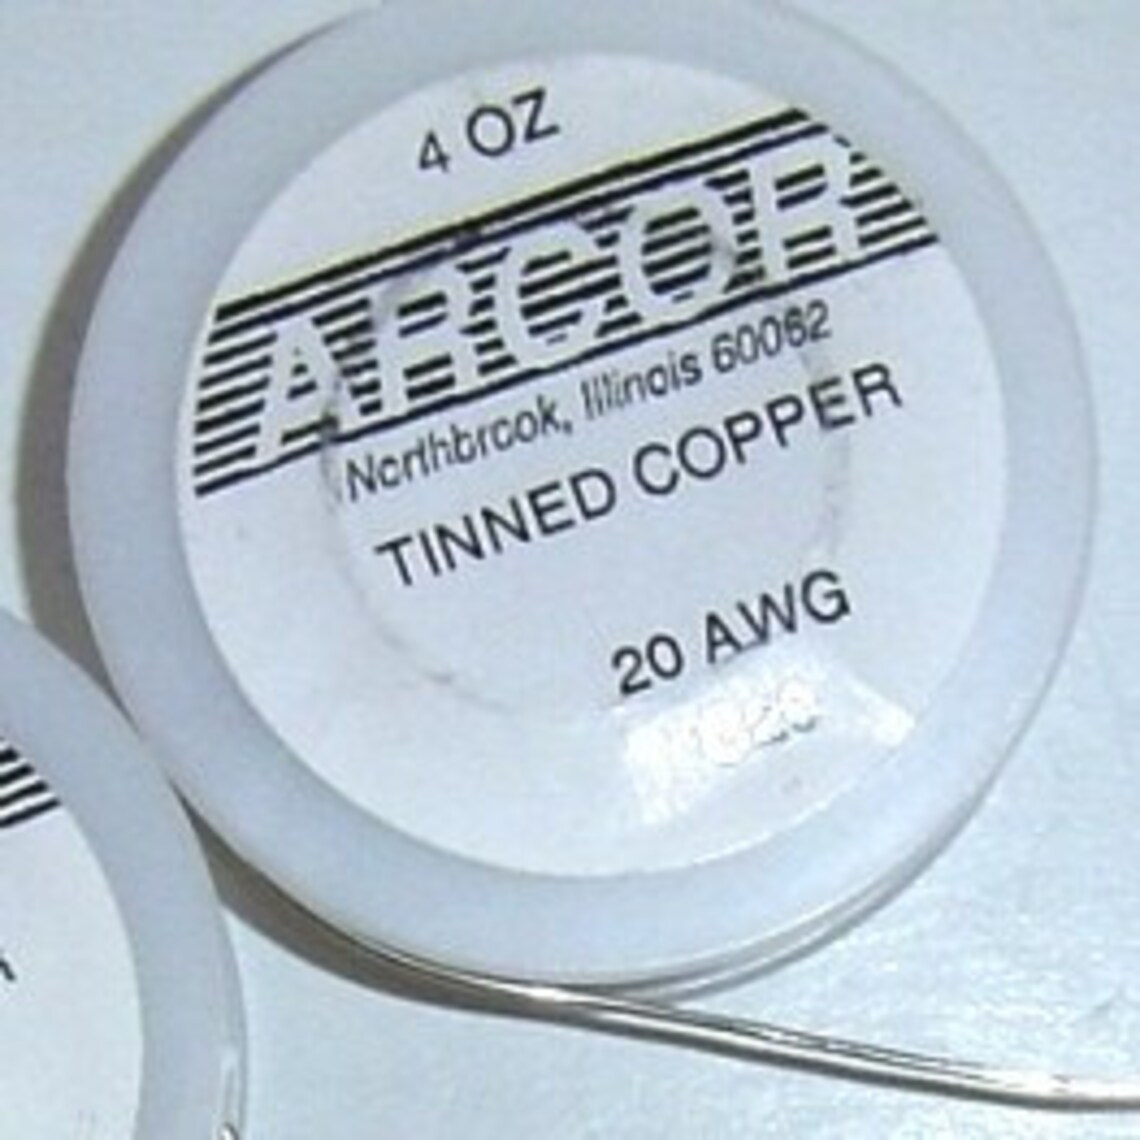 4 OZ
ARCOR
Northbrook, Illinois 60062
TINNED COPPER
20 AWG